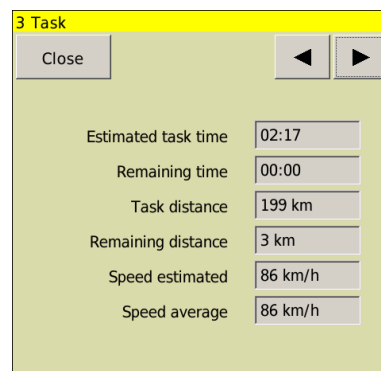 3 Task
Close
Estimated task time 02:17
Remaining time 00:00
Task distance 199 km
Remaining distance 3 km
Speed estimated 86 km/h
Speed average 86 km/h